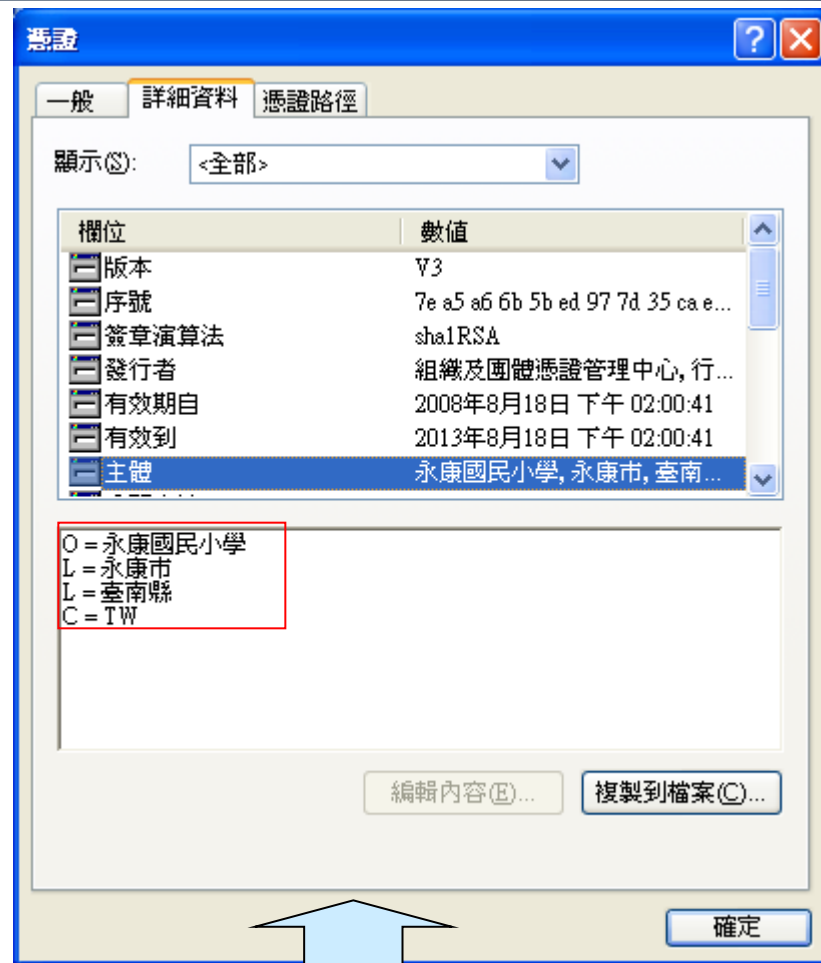 憑證
一般 詳細資料 憑證路徑
顯示(S): <全部>
欄位 數值
版本 V3
序號 7e a5 a6 6b 5b ed 97 7d 35 ca e...
簽章演算法 sha1RSA
發行者 組織及團體憑證管理中心, 行...
有效期自 2008年8月18日 下午 02:00:41
有效到 2013年8月18日 下午 02:00:41
主體 永康國民小學, 永康市, 臺南...
O = 永康國民小學
L = 永康市
L = 臺南縣
C = TW
編輯內容(E)... 複製到檔案(C)...
確定